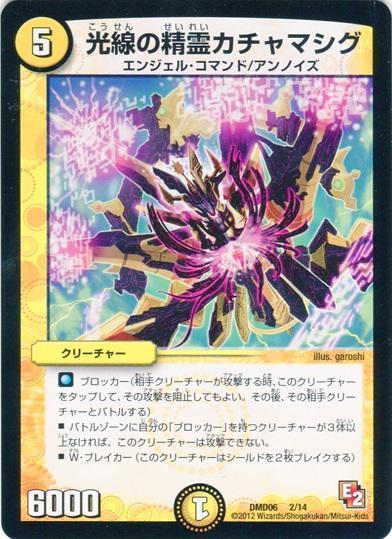 5
こうせん せいれい
光線の精霊カチャマシグ
エンジェル・コマンド/アンノイズ
クリーチャー
illus. garoshi
ブロッカー(相手クリーチャーが攻撃する時、このクリーチャー
をタップして、その攻撃を阻止してもよい。その後、その相手クリー
チャーとバトルする)
■バトルゾーンに自分の「ブロッカー」を持つクリーチャーが3体以
上なければ、このクリーチャーは攻撃できない。
■W・ブレイカー(このクリーチャーはシールドを2枚ブレイクする)
6000
1
DMD06 2/14
©2012 Wizards/Shogakukan/Mitsui-Kids
E2